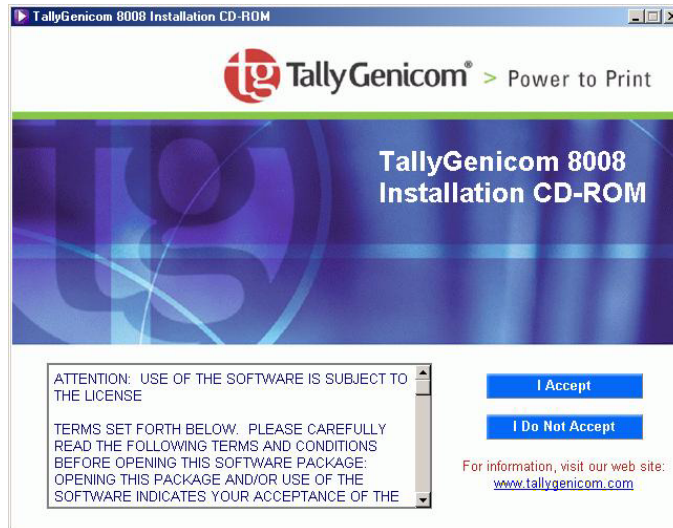 TallyGenicom 8008 Installation CD-ROM
tg TallyGenicom® > Power to Print
TallyGenicom 8008
Installation CD-ROM
tg
ATTENTION: USE OF THE SOFTWARE IS SUBJECT TO
THE LICENSE
TERMS SET FORTH BELOW. PLEASE CAREFULLY
READ THE FOLLOWING TERMS AND CONDITIONS
BEFORE OPENING THIS SOFTWARE PACKAGE:
OPENING THIS PACKAGE AND/OR USE OF THE
SOFTWARE INDICATES YOUR ACCEPTANCE OF THE
I Accept
I Do Not Accept
For information, visit our web site:
www.tallygenicom.com